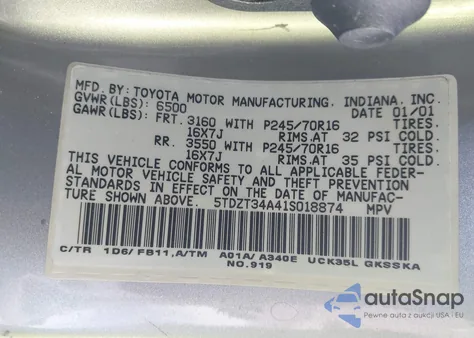 MFD. BY: TOYOTA MOTOR MANUFACTURING, INDIANA, INC.
GVWR(LBS): 6500 DATE 01/01
GAWR(LBS): FRT. 3160 WITH P245/70R16 TIRES,
16X7J RIMS.AT 32 PSI COLD.
RR. 3550 WITH P245/70R16 TIRES,
16X7J RIMS.AT 35 PSI COLD.
THIS VEHICLE CONFORMS TO ALL APPLICABLE FEDER-
AL MOTOR VEHICLE SAFETY AND THEFT PREVENTION
STANDARDS IN EFFECT ON THE DATE OF MANUFAC-
TURE SHOWN ABOVE. 5TDZT34A41S018874 MPV
C/TR 1D6/ FB11,A/TM A01A/ A340E UCK35L GKSSKA
NO.919
autoSnap
Pewne auto z aukcji USA - EU